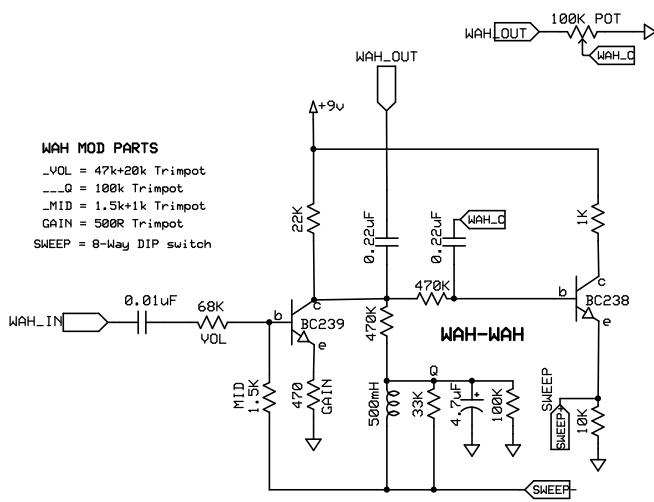 100K POT
WAH_OUT
WAH_Q
WAH_OUT
+9v
WAH MOD PARTS
_VOL = 47k+20k Trimpot
___Q = 100k Trimpot
_MID = 1.5k+1k Trimpot
GAIN = 500R Trimpot
SWEEP = 8-Way DIP switch
22K
0.22uF
0.22uF
WAH_Q
1K
c
470K
c
0.01uF
68K
b
b
BC238
WAH_IN
BC239
470K
WAH-WAH
e
VOL
e
Q
SWEEP
MID
1.5K
470
GAIN
500mH
33K
4.7uF
+
100K
SWEEP+
10K
SWEEP-